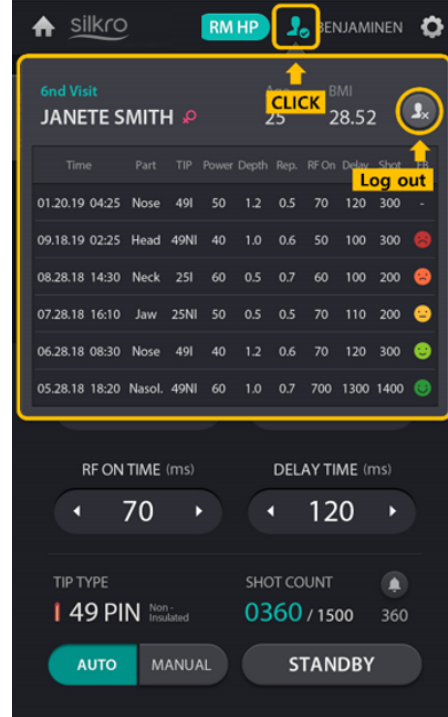 silkro RM HP BENJAMINEN
CLICK
6nd Visit Age BMI
JANETE SMITH 25 28.52
Log out
Time Part TIP Power Depth Rep. RF On Delay Shot FB
01.20.19 04:25 Nose 49I 50 1.2 0.5 70 120 300 -
09.18.19 02:25 Head 49NI 40 1.0 0.6 50 100 300
08.28.18 14:30 Neck 25I 60 0.5 0.7 60 100 200
07.28.18 16:10 Jaw 25NI 50 0.5 0.5 70 110 200
06.28.18 08:30 Nose 49I 40 1.2 0.6 70 120 300
05.28.18 18:20 Nasol. 49NI 60 1.0 0.7 700 1300 1400
RF ON TIME (ms) DELAY TIME (ms)
70 120
TIP TYPE SHOT COUNT
49 PIN Non-Insulated 0360 / 1500 360
AUTO MANUAL STANDBY